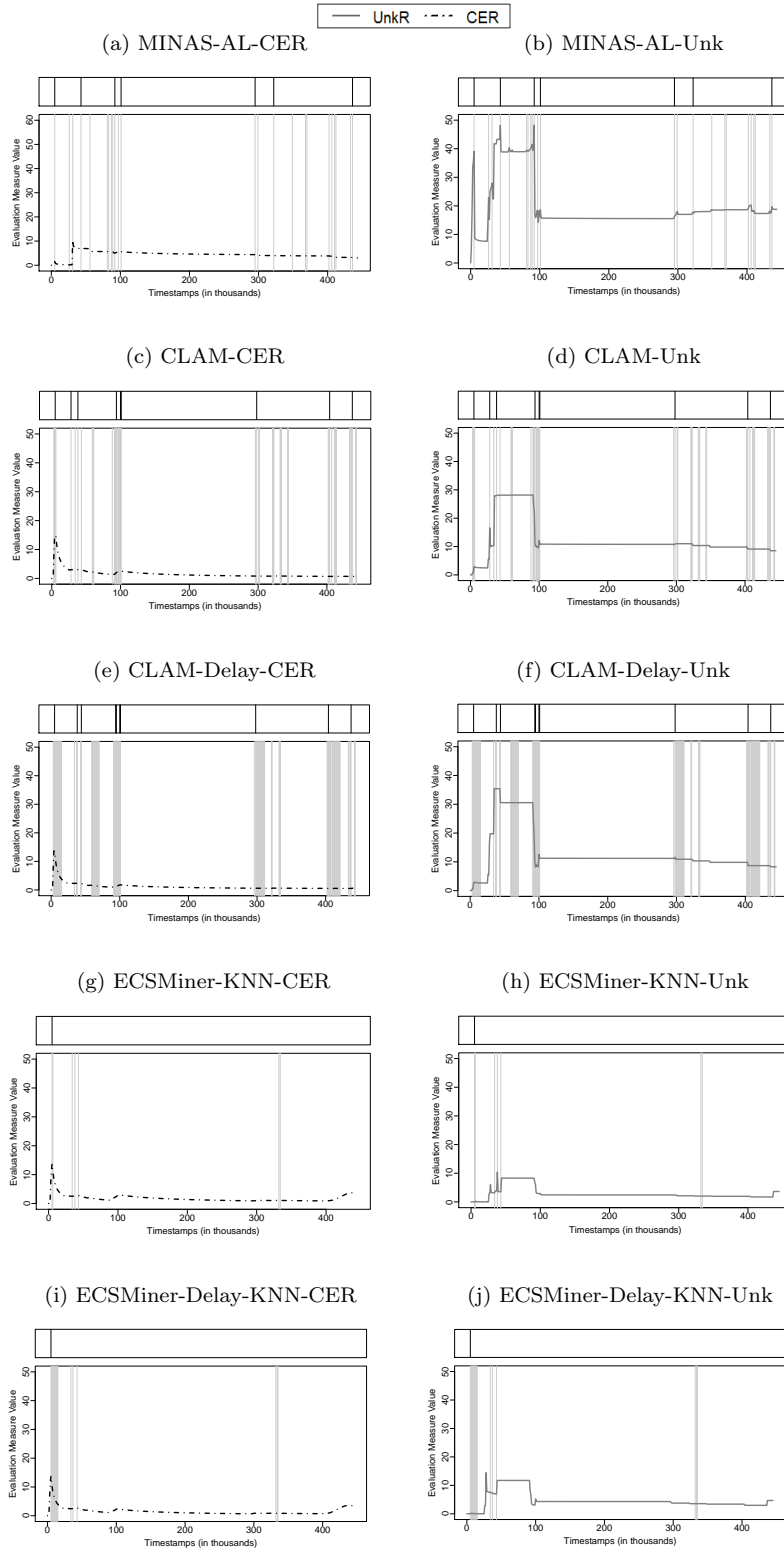 UnkR CER
(a) MINAS-AL-CER
(b) MINAS-AL-Unk
Evaluation Measure Value
0 10 20 30 40 50 60
0 100 200 300 400
Timestamps (in thousands)
Evaluation Measure Value
0 10 20 30 40 50
0 100 200 300 400
Timestamps (in thousands)
(c) CLAM-CER
(d) CLAM-Unk
Evaluation Measure Value
0 10 20 30 40 50
0 100 200 300 400
Timestamps (in thousands)
Evaluation Measure Value
0 10 20 30 40 50
0 100 200 300 400
Timestamps (in thousands)
(e) CLAM-Delay-CER
(f) CLAM-Delay-Unk
Evaluation Measure Value
0 10 20 30 40 50
0 100 200 300 400
Timestamps (in thousands)
Evaluation Measure Value
0 10 20 30 40 50
0 100 200 300 400
Timestamps (in thousands)
(g) ECSMiner-KNN-CER
(h) ECSMiner-KNN-Unk
Evaluation Measure Value
0 10 20 30 40 50
0 100 200 300 400
Timestamps (in thousands)
Evaluation Measure Value
0 10 20 30 40 50
0 100 200 300 400
Timestamps (in thousands)
(i) ECSMiner-Delay-KNN-CER
(j) ECSMiner-Delay-KNN-Unk
Evaluation Measure Value
0 10 20 30 40 50
0 100 200 300 400
Timestamps (in thousands)
Evaluation Measure Value
0 10 20 30 40 50
0 100 200 300 400
Timestamps (in thousands)